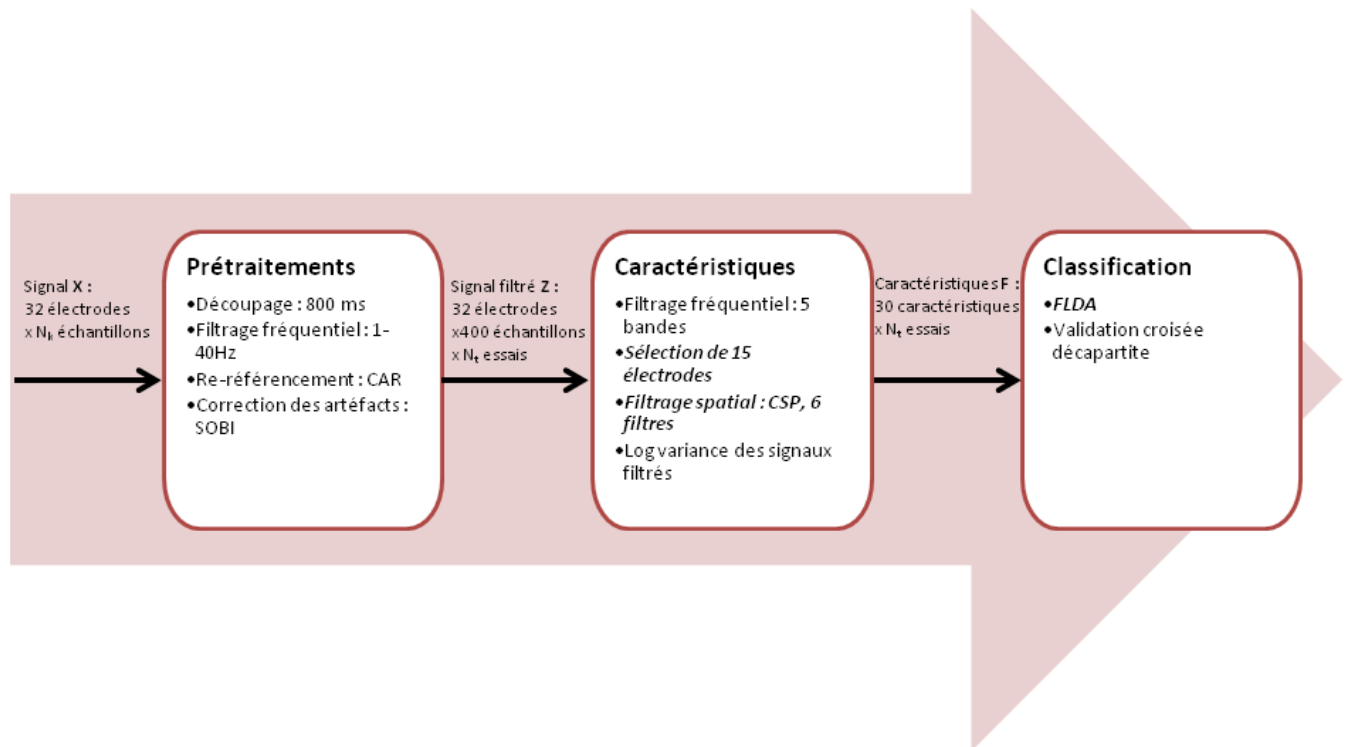 Signal X :
32 électrodes
x Nk échantillons
Prétraitements
•Découpage : 800 ms
•Filtrage fréquentiel : 1-
40Hz
•Re-référencement : CAR
•Correction des artéfacts :
SOBI
Signal filtré Z :
32 électrodes
x400 échantillons
x Nt essais
Caractéristiques
•Filtrage fréquentiel : 5
bandes
•Sélection de 15
électrodes
•Filtrage spatial : CSP, 6
filtres
•Log variance des signaux
filtrés
Caractéristiques F :
30 caractéristiques
x Nt essais
Classification
•FLDA
•Validation croisée
décapartite